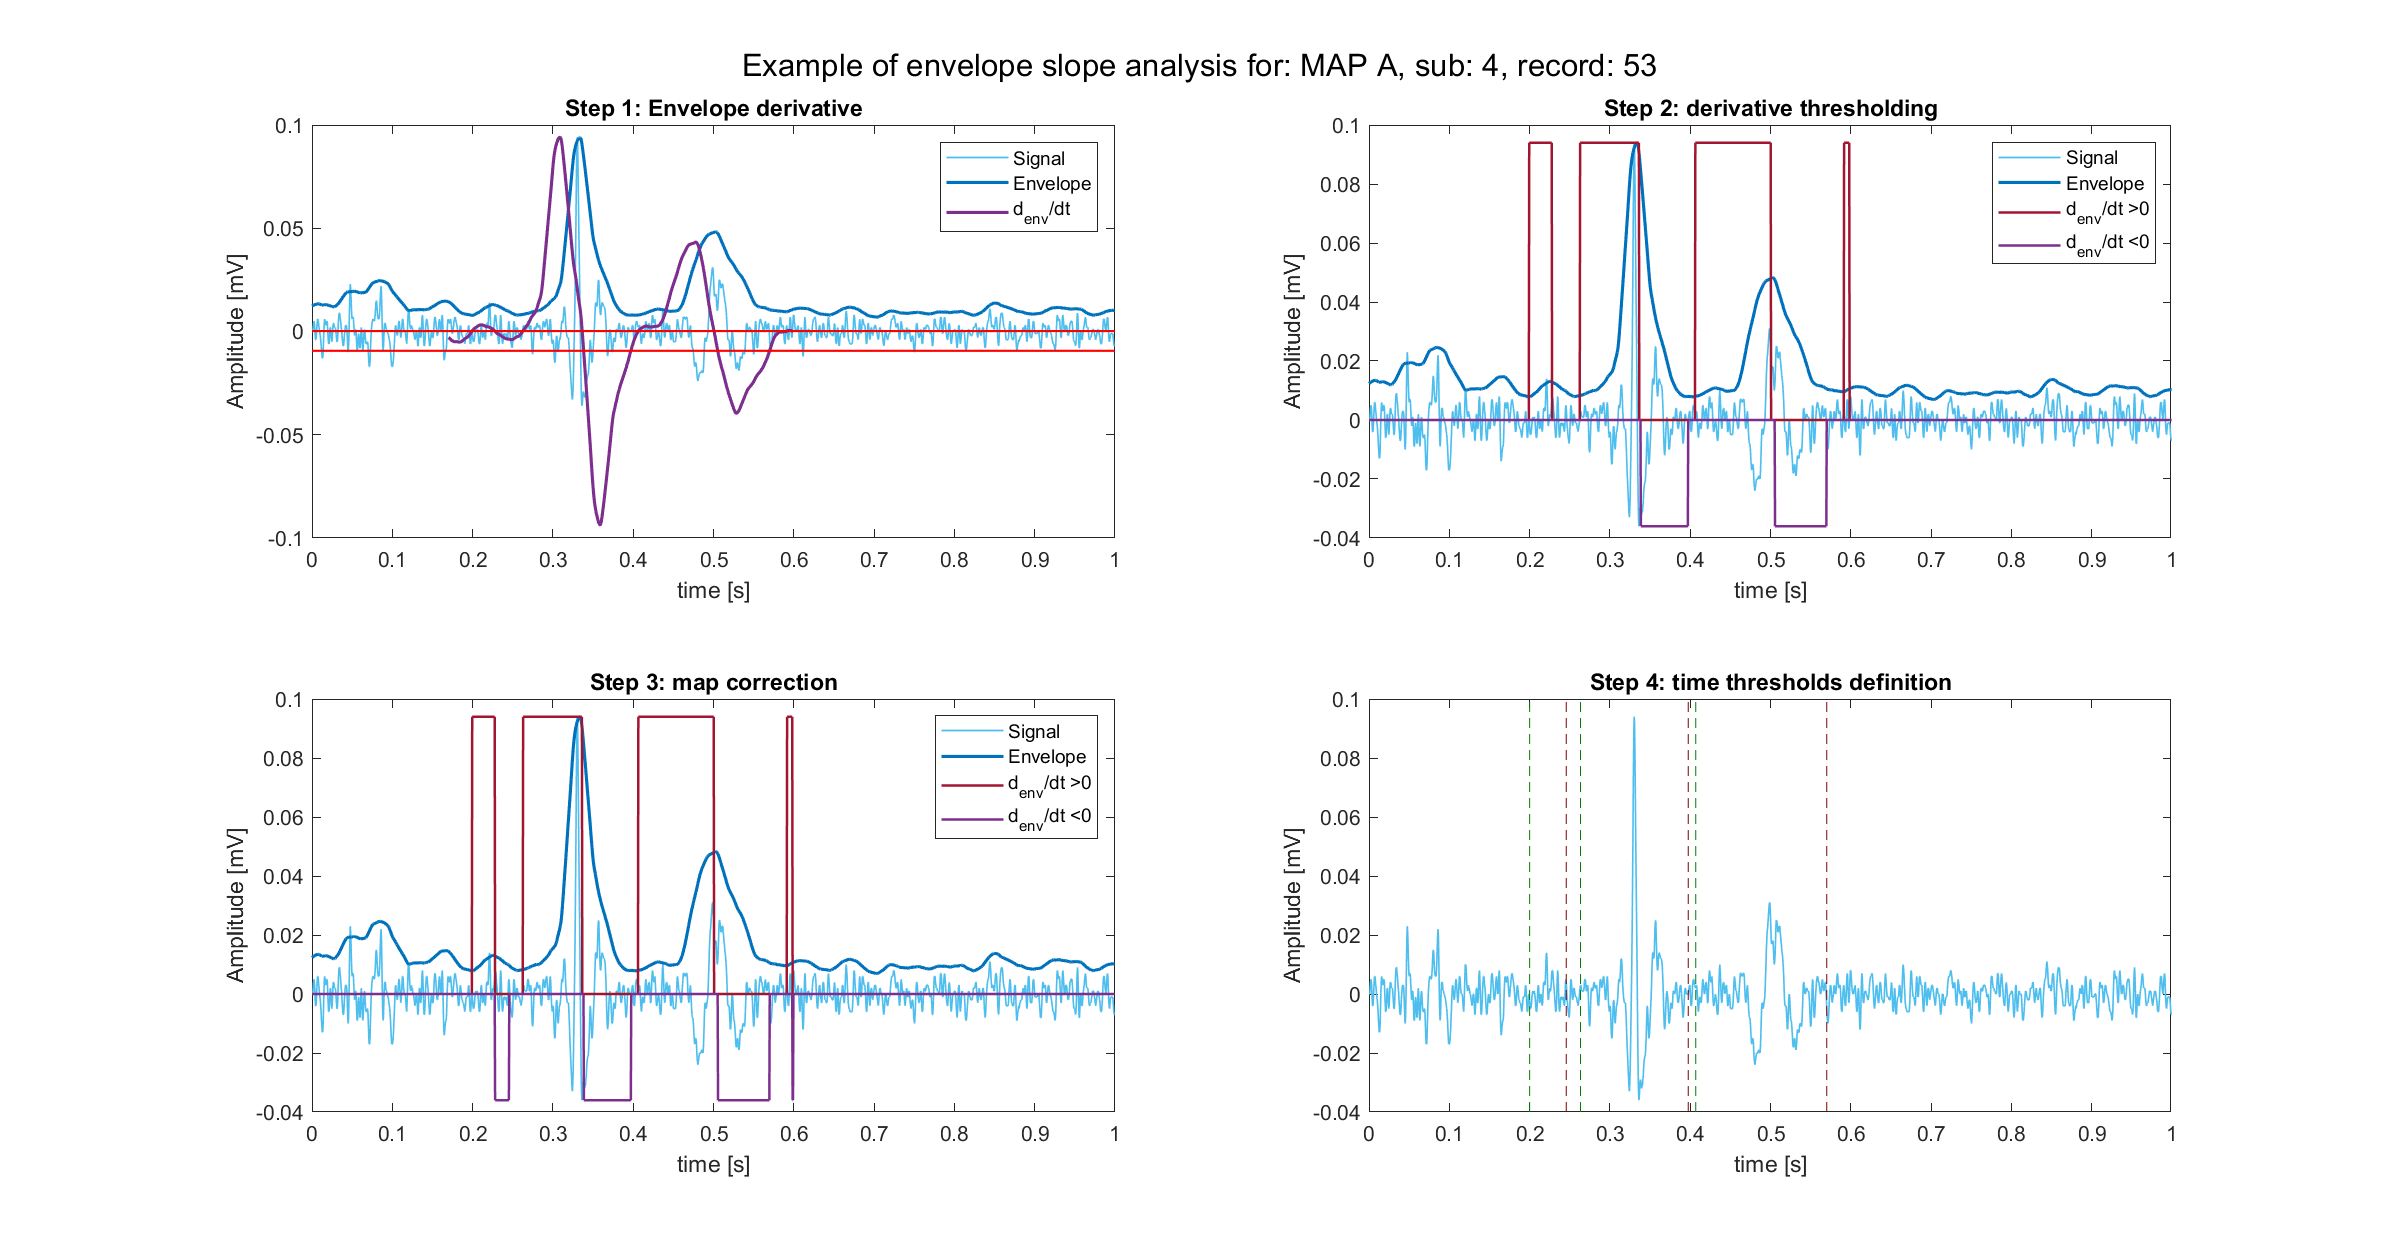 Example of envelope slope analysis for: MAP A, sub: 4, record: 53
Step 1: Envelope derivative
0.1
0.05
0
-0.05
-0.1
Amplitude [mV]
0 0.1 0.2 0.3 0.4 0.5 0.6 0.7 0.8 0.9 1
time [s]
Signal
Envelope
d_env/dt
Step 2: derivative thresholding
0.1
0.08
0.06
0.04
0.02
0
-0.02
-0.04
Amplitude [mV]
0 0.1 0.2 0.3 0.4 0.5 0.6 0.7 0.8 0.9 1
time [s]
Signal
Envelope
d_env/dt >0
d_env/dt <0
Step 3: map correction
0.1
0.08
0.06
0.04
0.02
0
-0.02
-0.04
Amplitude [mV]
0 0.1 0.2 0.3 0.4 0.5 0.6 0.7 0.8 0.9 1
time [s]
Signal
Envelope
d_env/dt >0
d_env/dt <0
Step 4: time thresholds definition
0.1
0.08
0.06
0.04
0.02
0
-0.02
-0.04
Amplitude [mV]
0 0.1 0.2 0.3 0.4 0.5 0.6 0.7 0.8 0.9 1
time [s]